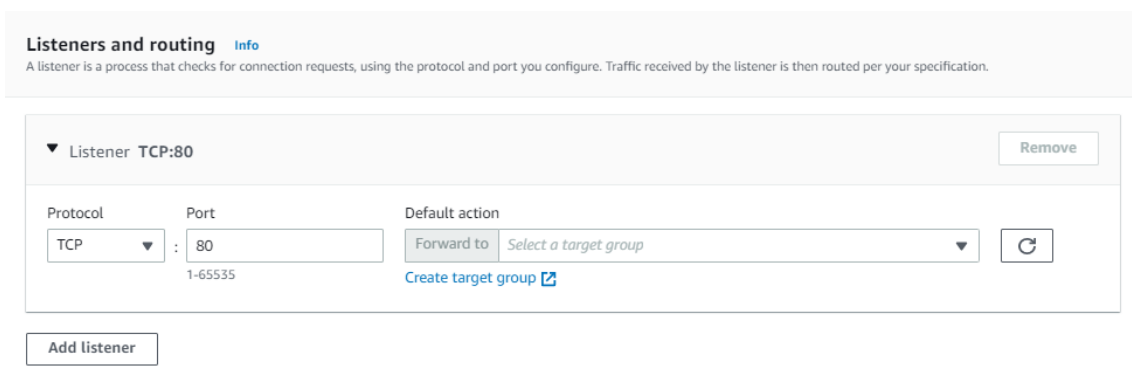 Listeners and routing Info
A listener is a process that checks for connection requests, using the protocol and port you configure. Traffic received by the listener is then routed per your specification.
Listener TCP:80
Remove
Protocol Port Default action
TCP : 80 Forward to Select a target group
1-65535 Create target group
Add listener